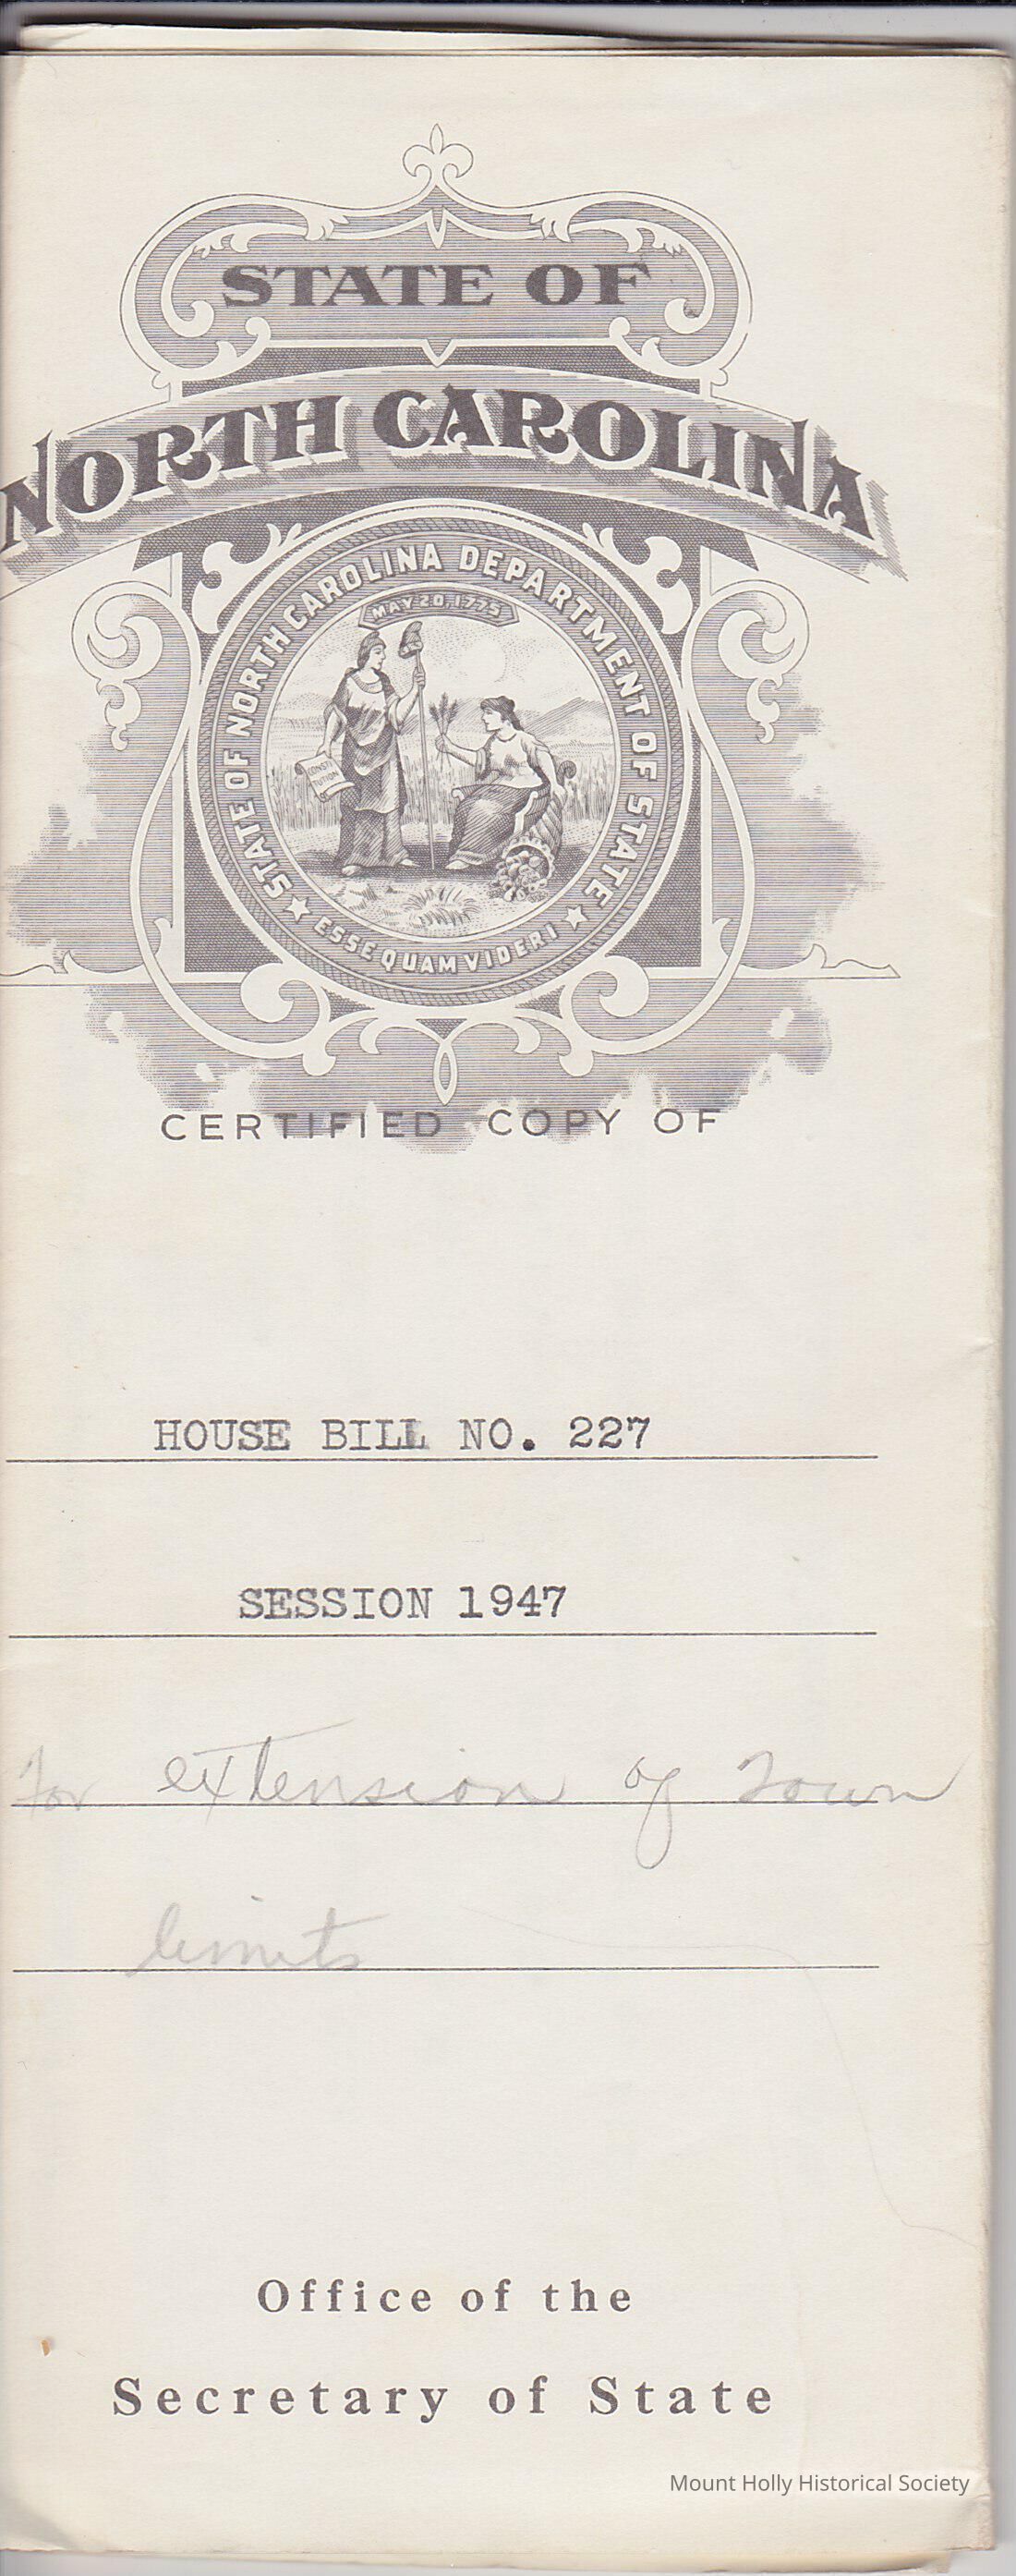 STATE OF
NORTH CAROLINA
STATE OF NORTH CAROLINA DEPARTMENT OF STATE
MAY 20, 1775
CONSTITUTION
ESSE QUAM VIDERI
CERTIFIED COPY OF
HOUSE BILL NO. 227
SESSION 1947
For extension of Town
limits
Office of the
Secretary of State
Mount Holly Historical Society